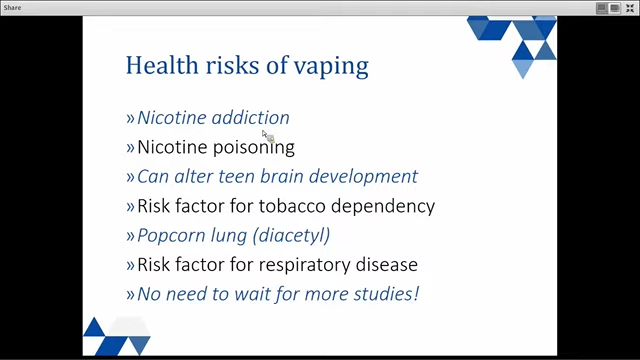 Share
Health risks of vaping
»Nicotine addiction
»Nicotine poisoning
»Can alter teen brain development
»Risk factor for tobacco dependency
»Popcorn lung (diacetyl)
»Risk factor for respiratory disease
»No need to wait for more studies!